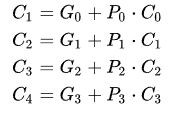 C₁ = G₀ + P₀ · C₀
C₂ = G₁ + P₁ · C₁
C₃ = G₂ + P₂ · C₂
C₄ = G₃ + P₃ · C₃